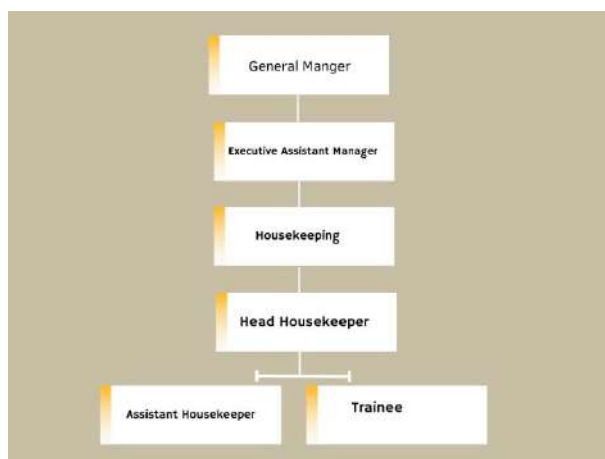 General Manger
Executive Assistant Manager
Housekeeping
Head Housekeeper
Assistant Housekeeper
Trainee